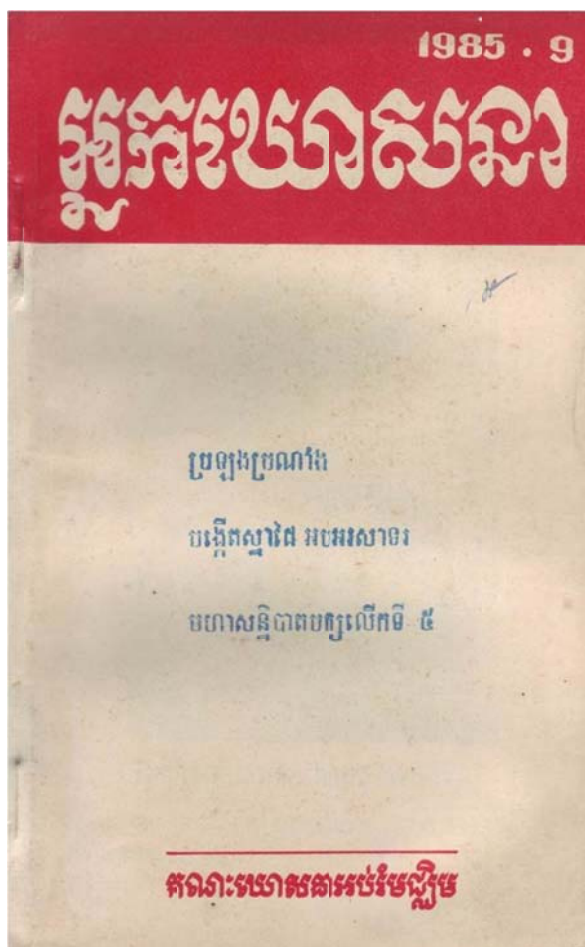 1985 . 9
អ្នកឃោសនា
ប្រឡងប្រណាំង
បង្កើតស្នាដៃ អបអរសាទរ
មហាសន្និបាតបក្សលើកទី ៥
គណៈឃោសនាអប់រំមជ្ឈិម